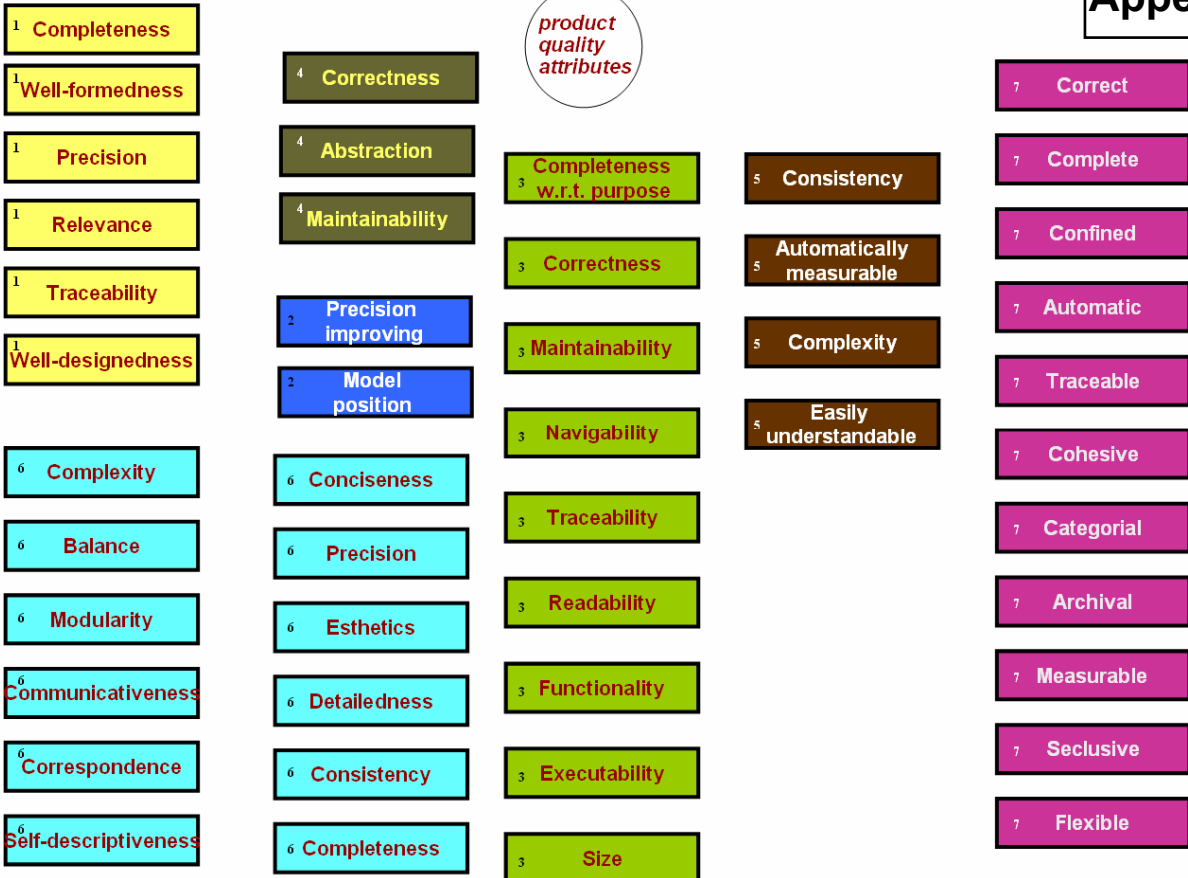 Appe
product
quality
attributes
1 Completeness
1 Well-formedness
1 Precision
1 Relevance
1 Traceability
1 Well-designedness
4 Correctness
4 Abstraction
4 Maintainability
2 Precision
improving
2 Model
position
6 Complexity
6 Balance
6 Modularity
6 Communicativeness
6 Correspondence
6 Self-descriptiveness
6 Conciseness
6 Precision
6 Esthetics
6 Detailedness
6 Consistency
6 Completeness
3 Completeness
w.r.t. purpose
3 Correctness
3 Maintainability
3 Navigability
3 Traceability
3 Readability
3 Functionality
3 Executability
3 Size
5 Consistency
5 Automatically
measurable
5 Complexity
5 Easily
understandable
7 Correct
7 Complete
7 Confined
7 Automatic
7 Traceable
7 Cohesive
7 Categorial
7 Archival
7 Measurable
7 Seclusive
7 Flexible